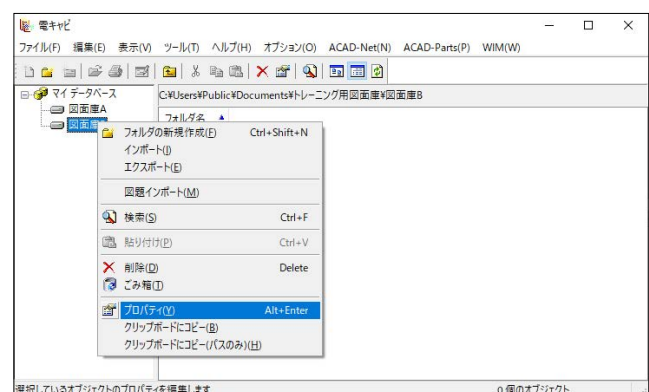 電キャビ
ファイル(F) 編集(E) 表示(V) ツール(T) ヘルプ(H) オプション(O) ACAD-Net(N) ACAD-Parts(P) WIM(W)
マイ データベース
C:¥Users¥Public¥Documents¥トレーニング用図面庫¥図面庫B
図面庫A
フォルダ名
図面庫
フォルダの新規作成(F) Ctrl+Shift+N
インポート(I)
エクスポート(E)
図題インポート(M)
検索(S) Ctrl+F
貼り付け(P) Ctrl+V
削除(D) Delete
ごみ箱(T)
プロパティ(Y) Alt+Enter
クリップボードにコピー(B)
クリップボードにコピー(パスのみ)(H)
選択しているオブジェクトのプロパティを編集します 0 個のオブジェクト